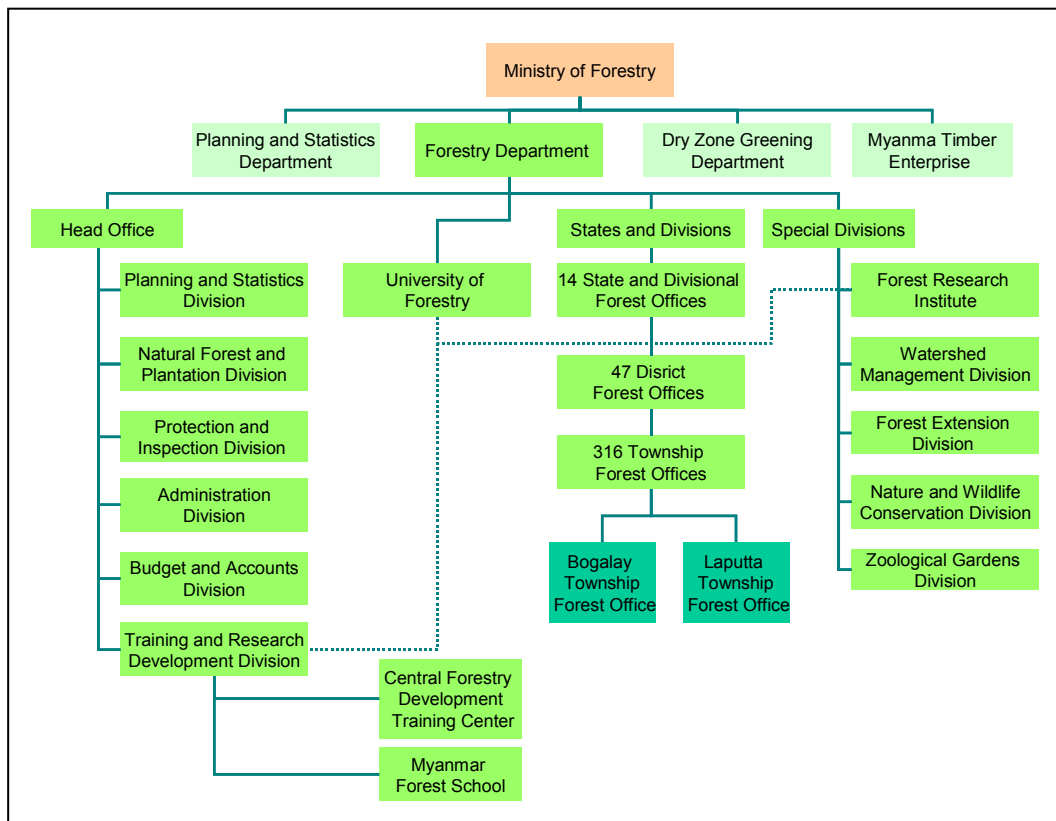 Ministry of Forestry
Planning and Statistics
Department
Forestry Department
Dry Zone Greening
Department
Myanma Timber
Enterprise
Head Office
States and Divisions
Special Divisions
Planning and Statistics
Division
University of
Forestry
14 State and Divisional
Forest Offices
Forest Research
Institute
Natural Forest and
Plantation Division
47 Disrict
Forest Offices
Watershed
Management Division
Protection and
Inspection Division
316 Township
Forest Offices
Forest Extension
Division
Administration
Division
Nature and Wildlife
Conservation Division
Budget and Accounts
Division
Bogalay
Township
Forest Office
Laputta
Township
Forest Office
Zoological Gardens
Division
Training and Research
Development Division
Central Forestry
Development
Training Center
Myanmar
Forest School